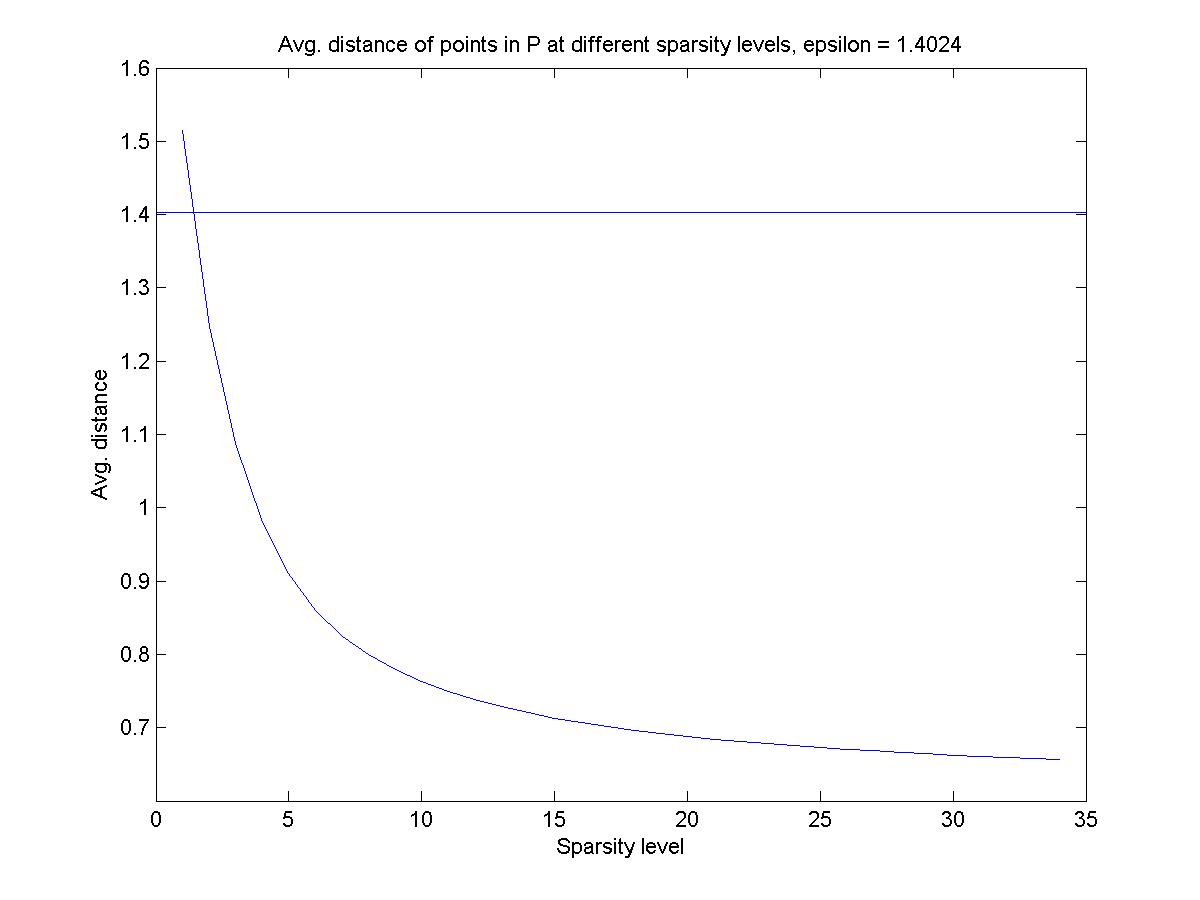 Avg. distance of points in P at different sparsity levels, epsilon = 1.4024
1.6
1.5
1.4
1.3
1.2
1.1
1
0.9
0.8
0.7
Avg. distance
0 5 10 15 20 25 30 35
Sparsity level